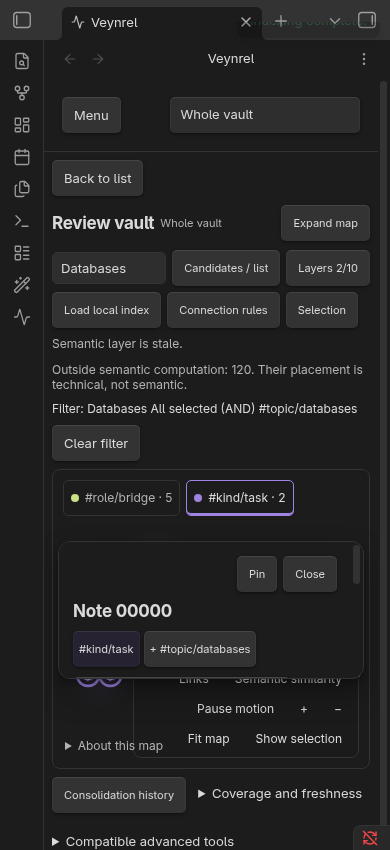 Veynrel
Veynrel
Menu
Whole vault
Back to list
Review vault Whole vault
Expand map
Databases
Candidates / list
Layers 2/10
Load local index
Connection rules
Selection
Semantic layer is stale.
Outside semantic computation: 120. Their placement is
technical, not semantic.
Filter: Databases All selected (AND) #topic/databases
Clear filter
#role/bridge · 5
#kind/task · 2
Pin
Close
Note 00000
#kind/task
+ #topic/databases
Links
Semantic similarity
Pause motion
+
−
Fit map
Show selection
▶ About this map
Consolidation history
▶ Coverage and freshness
▶ Compatible advanced tools